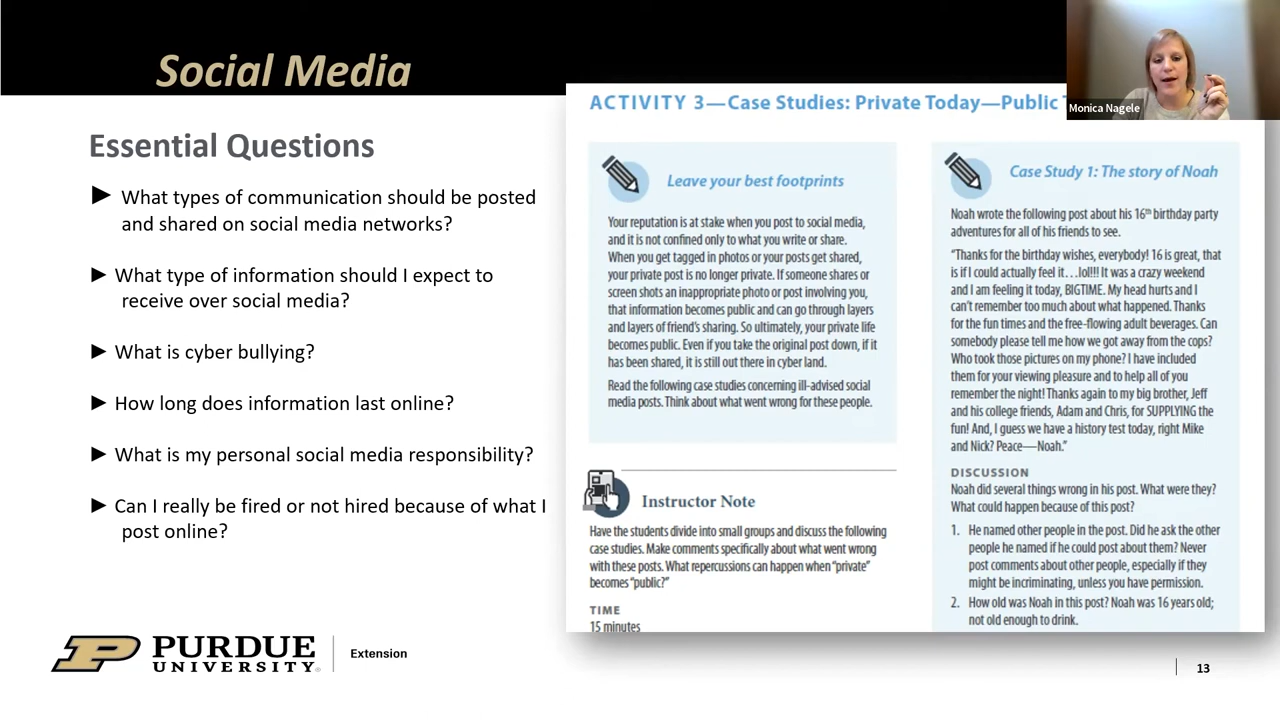 Social Media
Essential Questions
► What types of communication should be posted
and shared on social media networks?
► What type of information should I expect to
receive over social media?
► What is cyber bullying?
► How long does information last online?
► What is my personal social media responsibility?
► Can I really be fired or not hired because of what I
post online?
PURDUE
UNIVERSITY®
Extension
ACTIVITY 3—Case Studies: Private Today—Public
Leave your best footprints
Your reputation is at stake when you post to social media,
and it is not confined only to what you write or share.
When you get tagged in photos or your posts get shared,
your private post is no longer private. If someone shares or
screen shots an inappropriate photo or post involving you,
that information becomes public and can go through layers
and layers of friend's sharing. So ultimately, your private life
becomes public. Even if you take the original post down, if it
has been shared, it is still out there in cyber land.
Read the following case studies concerning ill-advised social
media posts. Think about what went wrong for these people.
Instructor Note
Have the students divide into small groups and discuss the following
case studies. Make comments specifically about what went wrong
with these posts. What repercussions can happen when "private"
becomes "public?"
TIME
15 minutes
Case Study 1: The story of Noah
Noah wrote the following post about his 16th birthday party
adventures for all of his friends to see.
"Thanks for the birthday wishes, everybody! 16 is great, that
is if I could actually feel it…lol!!! It was a crazy weekend
and I am feeling it today, BIGTIME. My head hurts and I
can't remember too much about what happened. Thanks
for the fun times and the free-flowing adult beverages. Can
somebody please tell me how we got away from the cops?
Who took those pictures on my phone? I have included
them for your viewing pleasure and to help all of you
remember the night! Thanks again to my big brother, Jeff
and his college friends, Adam and Chris, for SUPPLYING the
fun! And, I guess we have a history test today, right Mike
and Nick? Peace—Noah."
DISCUSSION
Noah did several things wrong in his post. What were they?
What could happen because of this post?
1. He named other people in the post. Did he ask the other
people he named if he could post about them? Never
post comments about other people, especially if they
might be incriminating, unless you have permission.
2. How old was Noah in this post? Noah was 16 years old;
not old enough to drink.
Monica Nagele
13